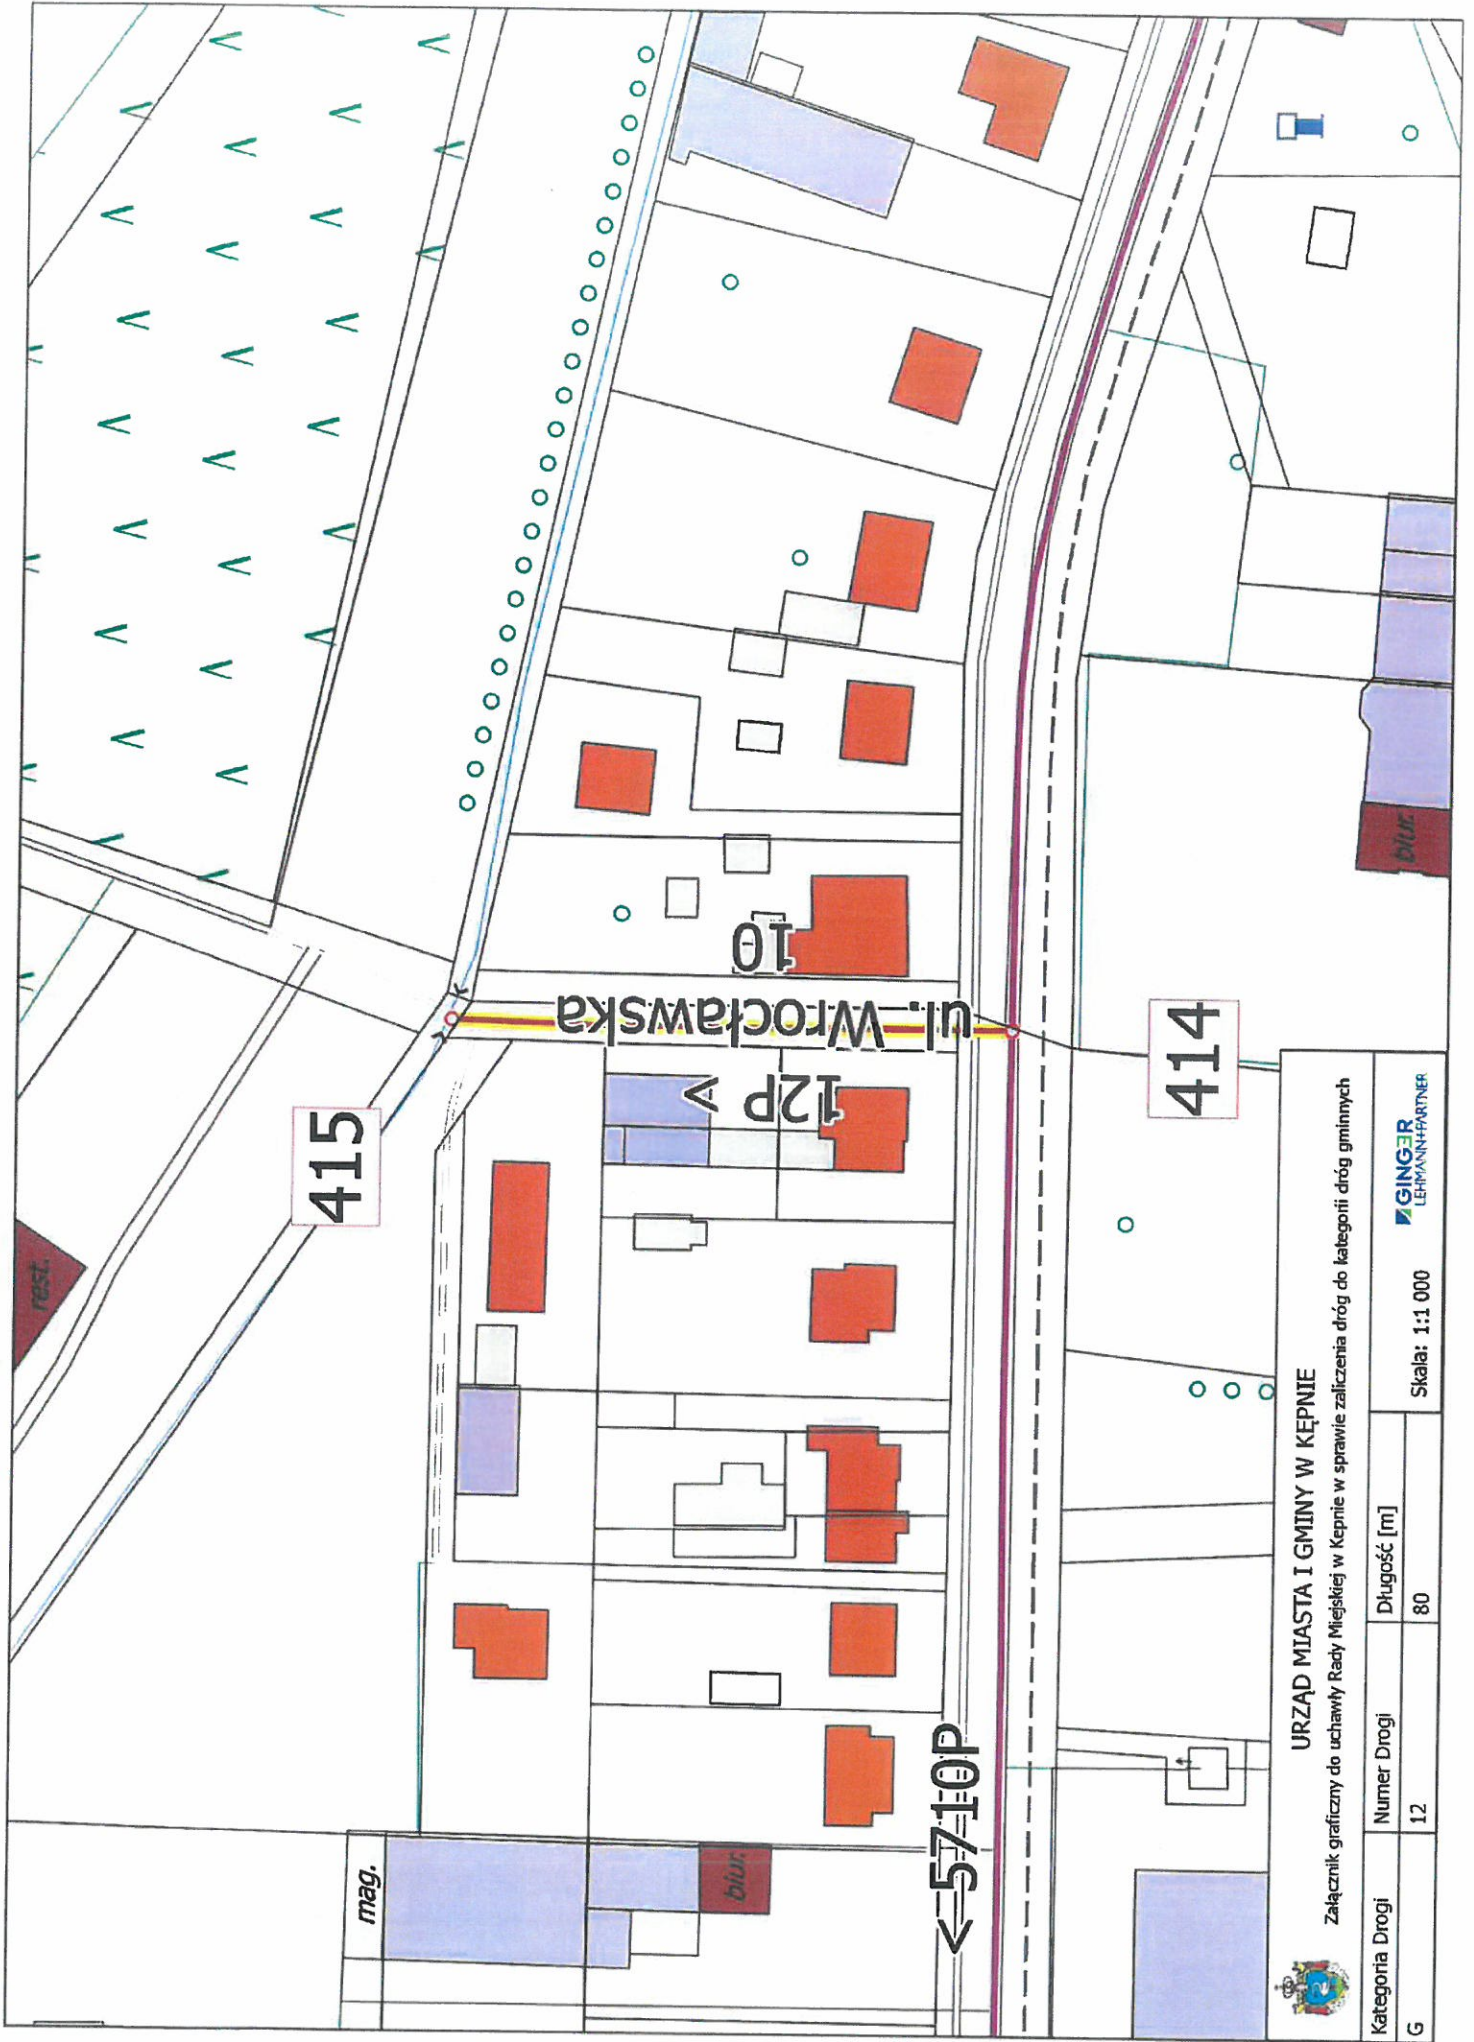 415
rest.
10
ul. Wrocławska
12P >
414
mag.
biur.
biur.
<-5710P
URZĄD MIASTA I GMINY W KĘPNIE
Załącznik graficzny do uchawły Rady Miejskiej w Kepnie w sprawie zaliczenia dróg do kategorii dróg gminnych
Kategoria Drogi Numer Drogi Długość [m]
G 12 80
Skala: 1:1 000
GINGER
LEHMANN+PARTNER